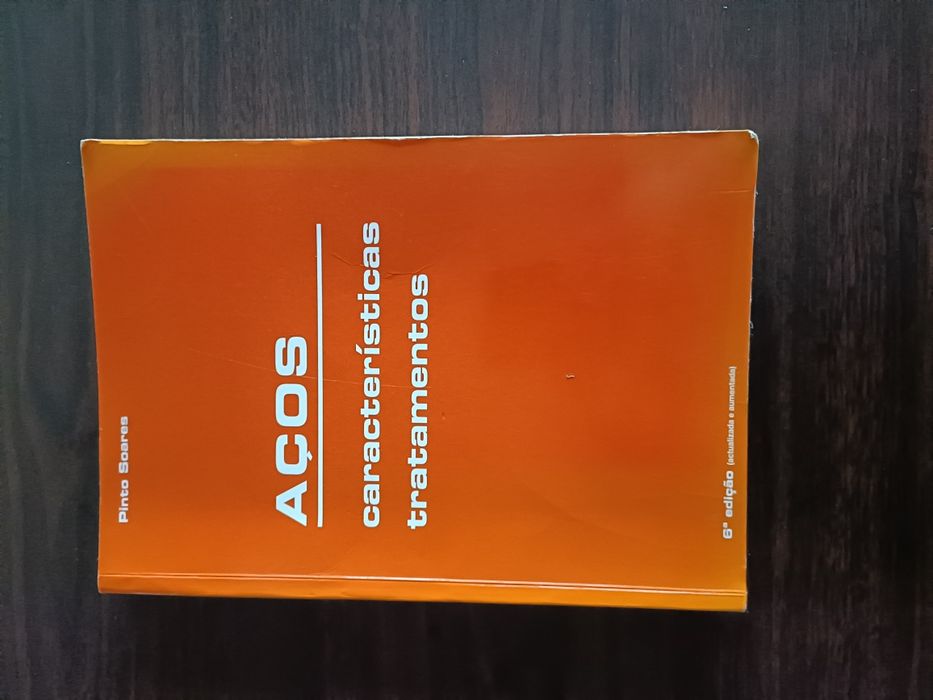 Pinto Soares
AÇOS
características
tratamentos
6ª edição (actualizada e aumentada)